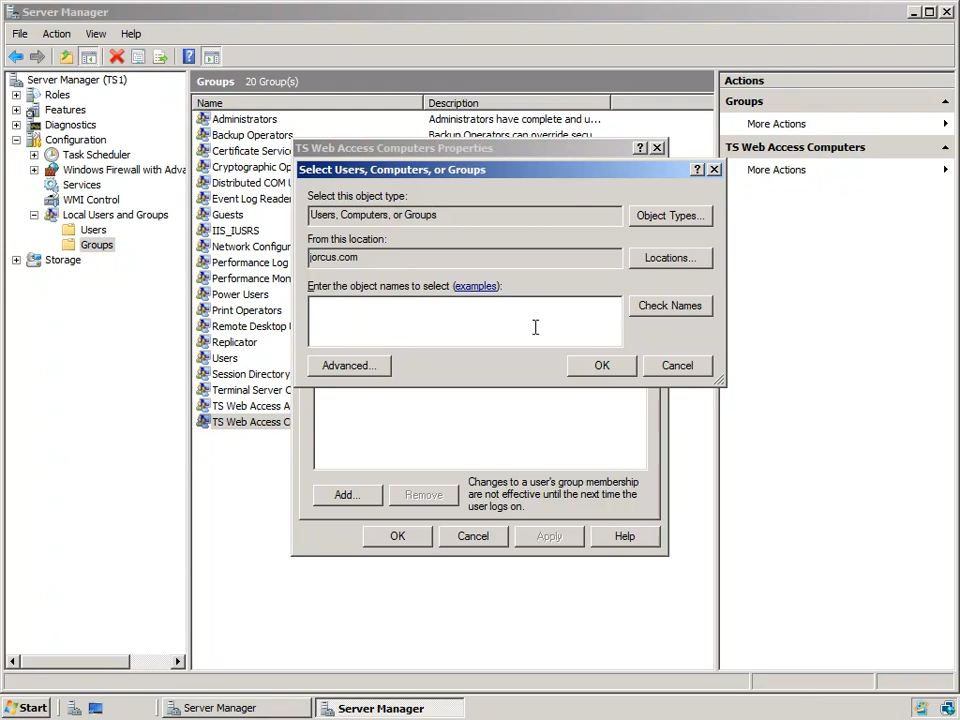 Server Manager
File Action View Help
Server Manager (TS1)
Roles
Features
Diagnostics
Configuration
Task Scheduler
Windows Firewall with Adva
Services
WMI Control
Local Users and Groups
Users
Groups
Storage
Groups 20 Group(s)
Name Description
Administrators Administrators have complete and u...
Backup Operators Backup Operators can override secu
Certificate Servic
Cryptographic Op
Distributed COM U
Event Log Reader
Guests
IIS_IUSRS
Network Configur
Performance Log
Performance Mon
Power Users
Print Operators
Remote Desktop U
Replicator
Users
Session Directory
Terminal Server C
TS Web Access A
TS Web Access C
TS Web Access Computers Properties
Select Users, Computers, or Groups
Select this object type:
Users, Computers, or Groups
Object Types...
From this location:
jorcus.com
Locations...
Enter the object names to select (examples):
Check Names
Advanced... OK Cancel
Add... Remove
Changes to a user's group membership
are not effective until the next time the
user logs on.
OK Cancel Apply Help
Actions
Groups
More Actions
TS Web Access Computers
More Actions
Start Server Manager Server Manager